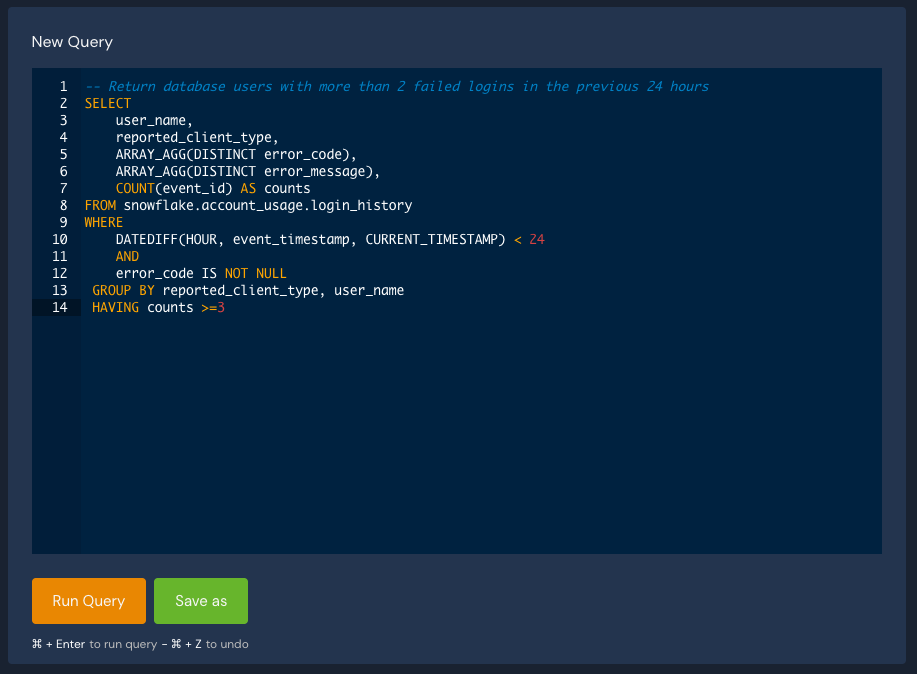 New Query
1 -- Return database users with more than 2 failed logins in the previous 24 hours
2 SELECT
3     user_name,
4     reported_client_type,
5     ARRAY_AGG(DISTINCT error_code),
6     ARRAY_AGG(DISTINCT error_message),
7     COUNT(event_id) AS counts
8 FROM snowflake.account_usage.login_history
9 WHERE
10     DATEDIFF(HOUR, event_timestamp, CURRENT_TIMESTAMP) < 24
11     AND
12     error_code IS NOT NULL
13  GROUP BY reported_client_type, user_name
14  HAVING counts >=3
Run Query Save as
⌘ + Enter to run query - ⌘ + Z to undo